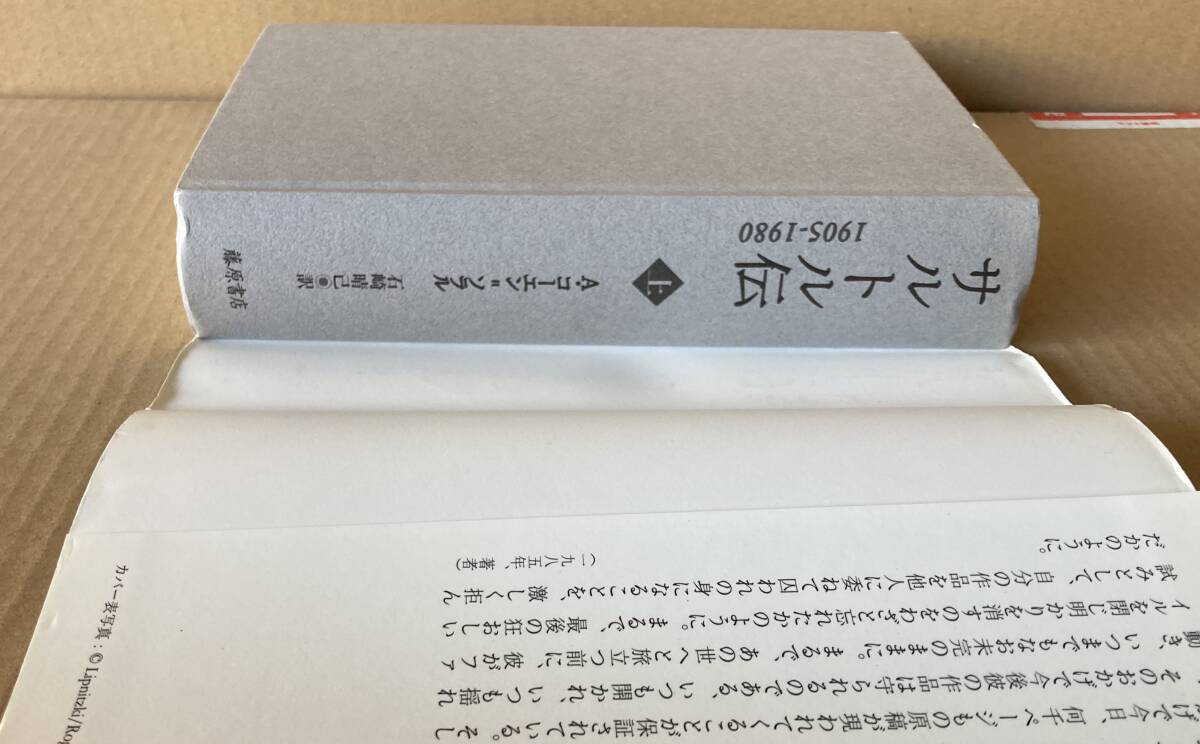 サルトル伝
1905-1980
上
A・コーエン=ソラル
石崎晴己●訳
藤原書店
げで今日、何千ページもの原稿が現われてくることが保証されている。そし
そのおかげで今後彼の作品は守られるのである、いつも開かれ、いつも揺れ
動き、いつまでもなお未完のままに。まるで、あの世へと旅立つ前に、彼がファ
イルを閉じ明かりを消すのをわざと忘れたかのように。まるで、最後の狂おしい
試みとして、自分の作品を他人に委ねて囚われの身になることを、激しく拒ん
だかのように。
(一九八五年、著者)
カバー表写真:©Lipnitzki/Rog